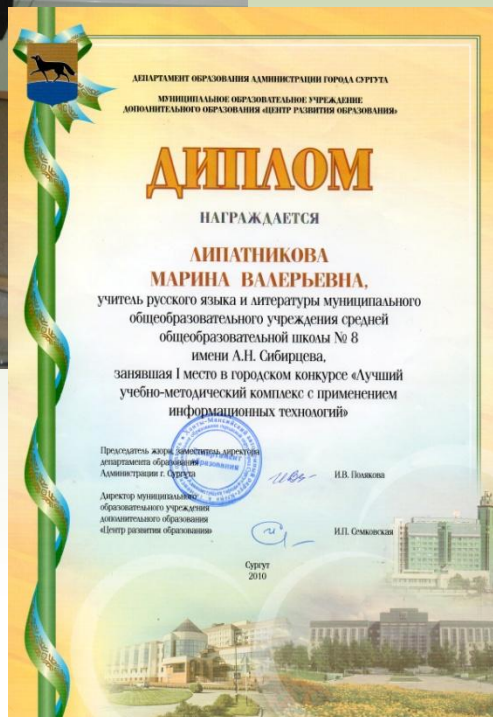 ДЕПАРТАМЕНТ ОБРАЗОВАНИЯ АДМИНИСТРАЦИИ ГОРОДА СУРГУТА
МУНИЦИПАЛЬНОЕ ОБРАЗОВАТЕЛЬНОЕ УЧРЕЖДЕНИЕ
ДОПОЛНИТЕЛЬНОГО ОБРАЗОВАНИЯ «ЦЕНТР РАЗВИТИЯ ОБРАЗОВАНИЯ»
ДИПЛОМ
НАГРАЖДАЕТСЯ
ЛИПАТНИКОВА
МАРИНА ВАЛЕРЬЕВНА,
учитель русского языка и литературы муниципального
общеобразовательного учреждения средней
общеобразовательной школы № 8
имени А.Н. Сибирцева,
занявшая I место в городском конкурсе «Лучший
учебно-методический комплекс с применением
информационных технологий»
Председатель жюри, заместитель директора
департамента образования
Администрации г. Сургута
И.В. Полякова
Директор муниципального
образовательного учреждения
дополнительного образования
«Центр развития образования»
И.П. Семковская
Сургут
2010